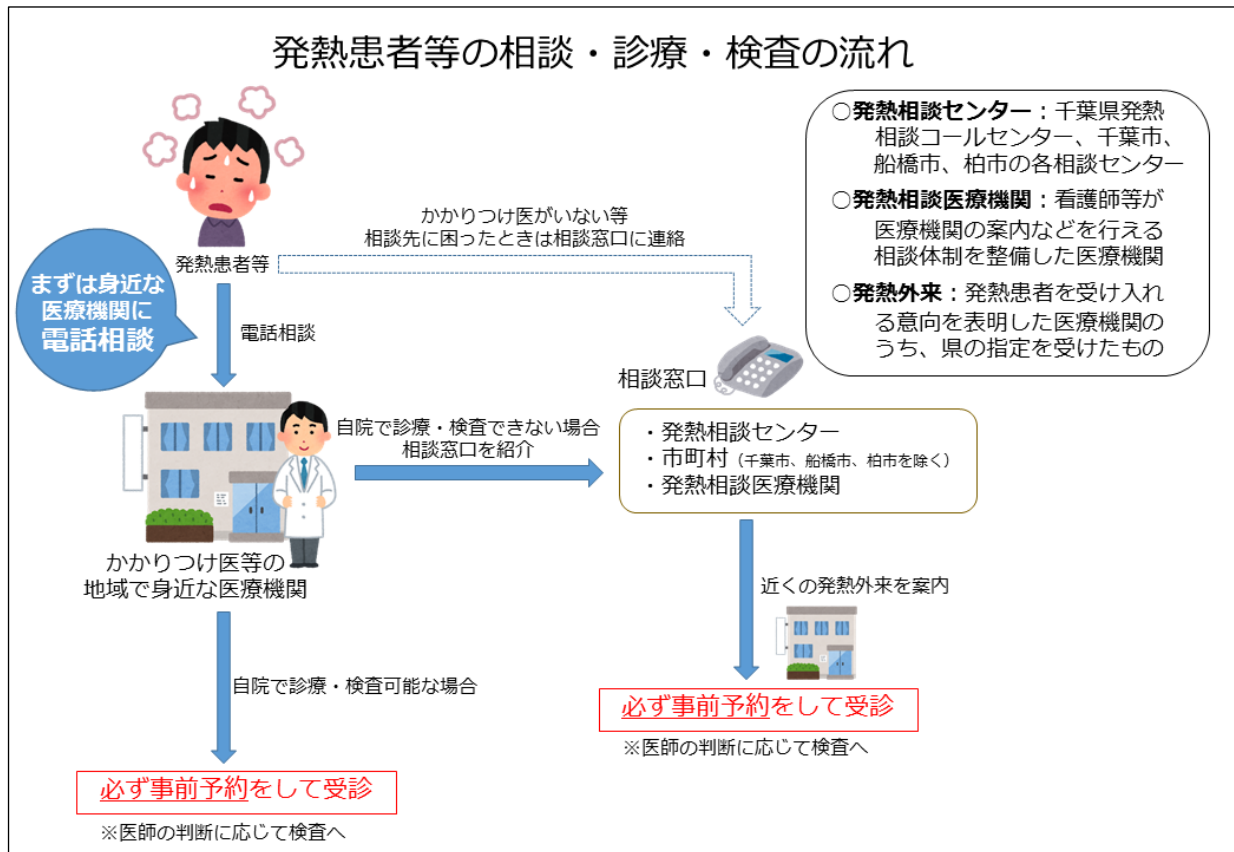 発熱患者等の相談・診療・検査の流れ
○発熱相談センター：千葉県発熱
相談コールセンター、千葉市、
船橋市、柏市の各相談センター
○発熱相談医療機関：看護師等が
医療機関の案内などを行える
相談体制を整備した医療機関
○発熱外来：発熱患者を受け入れ
る意向を表明した医療機関の
うち、県の指定を受けたもの
発熱患者等
かかりつけ医がいない等
相談先に困ったときは相談窓口に連絡
まずは身近な
医療機関に
電話相談
電話相談
相談窓口
自院で診療・検査できない場合
相談窓口を紹介
・発熱相談センター
・市町村（千葉市、船橋市、柏市を除く）
・発熱相談医療機関
かかりつけ医等の
地域で身近な医療機関
近くの発熱外来を案内
自院で診療・検査可能な場合
必ず事前予約をして受診
※医師の判断に応じて検査へ
必ず事前予約をして受診
※医師の判断に応じて検査へ